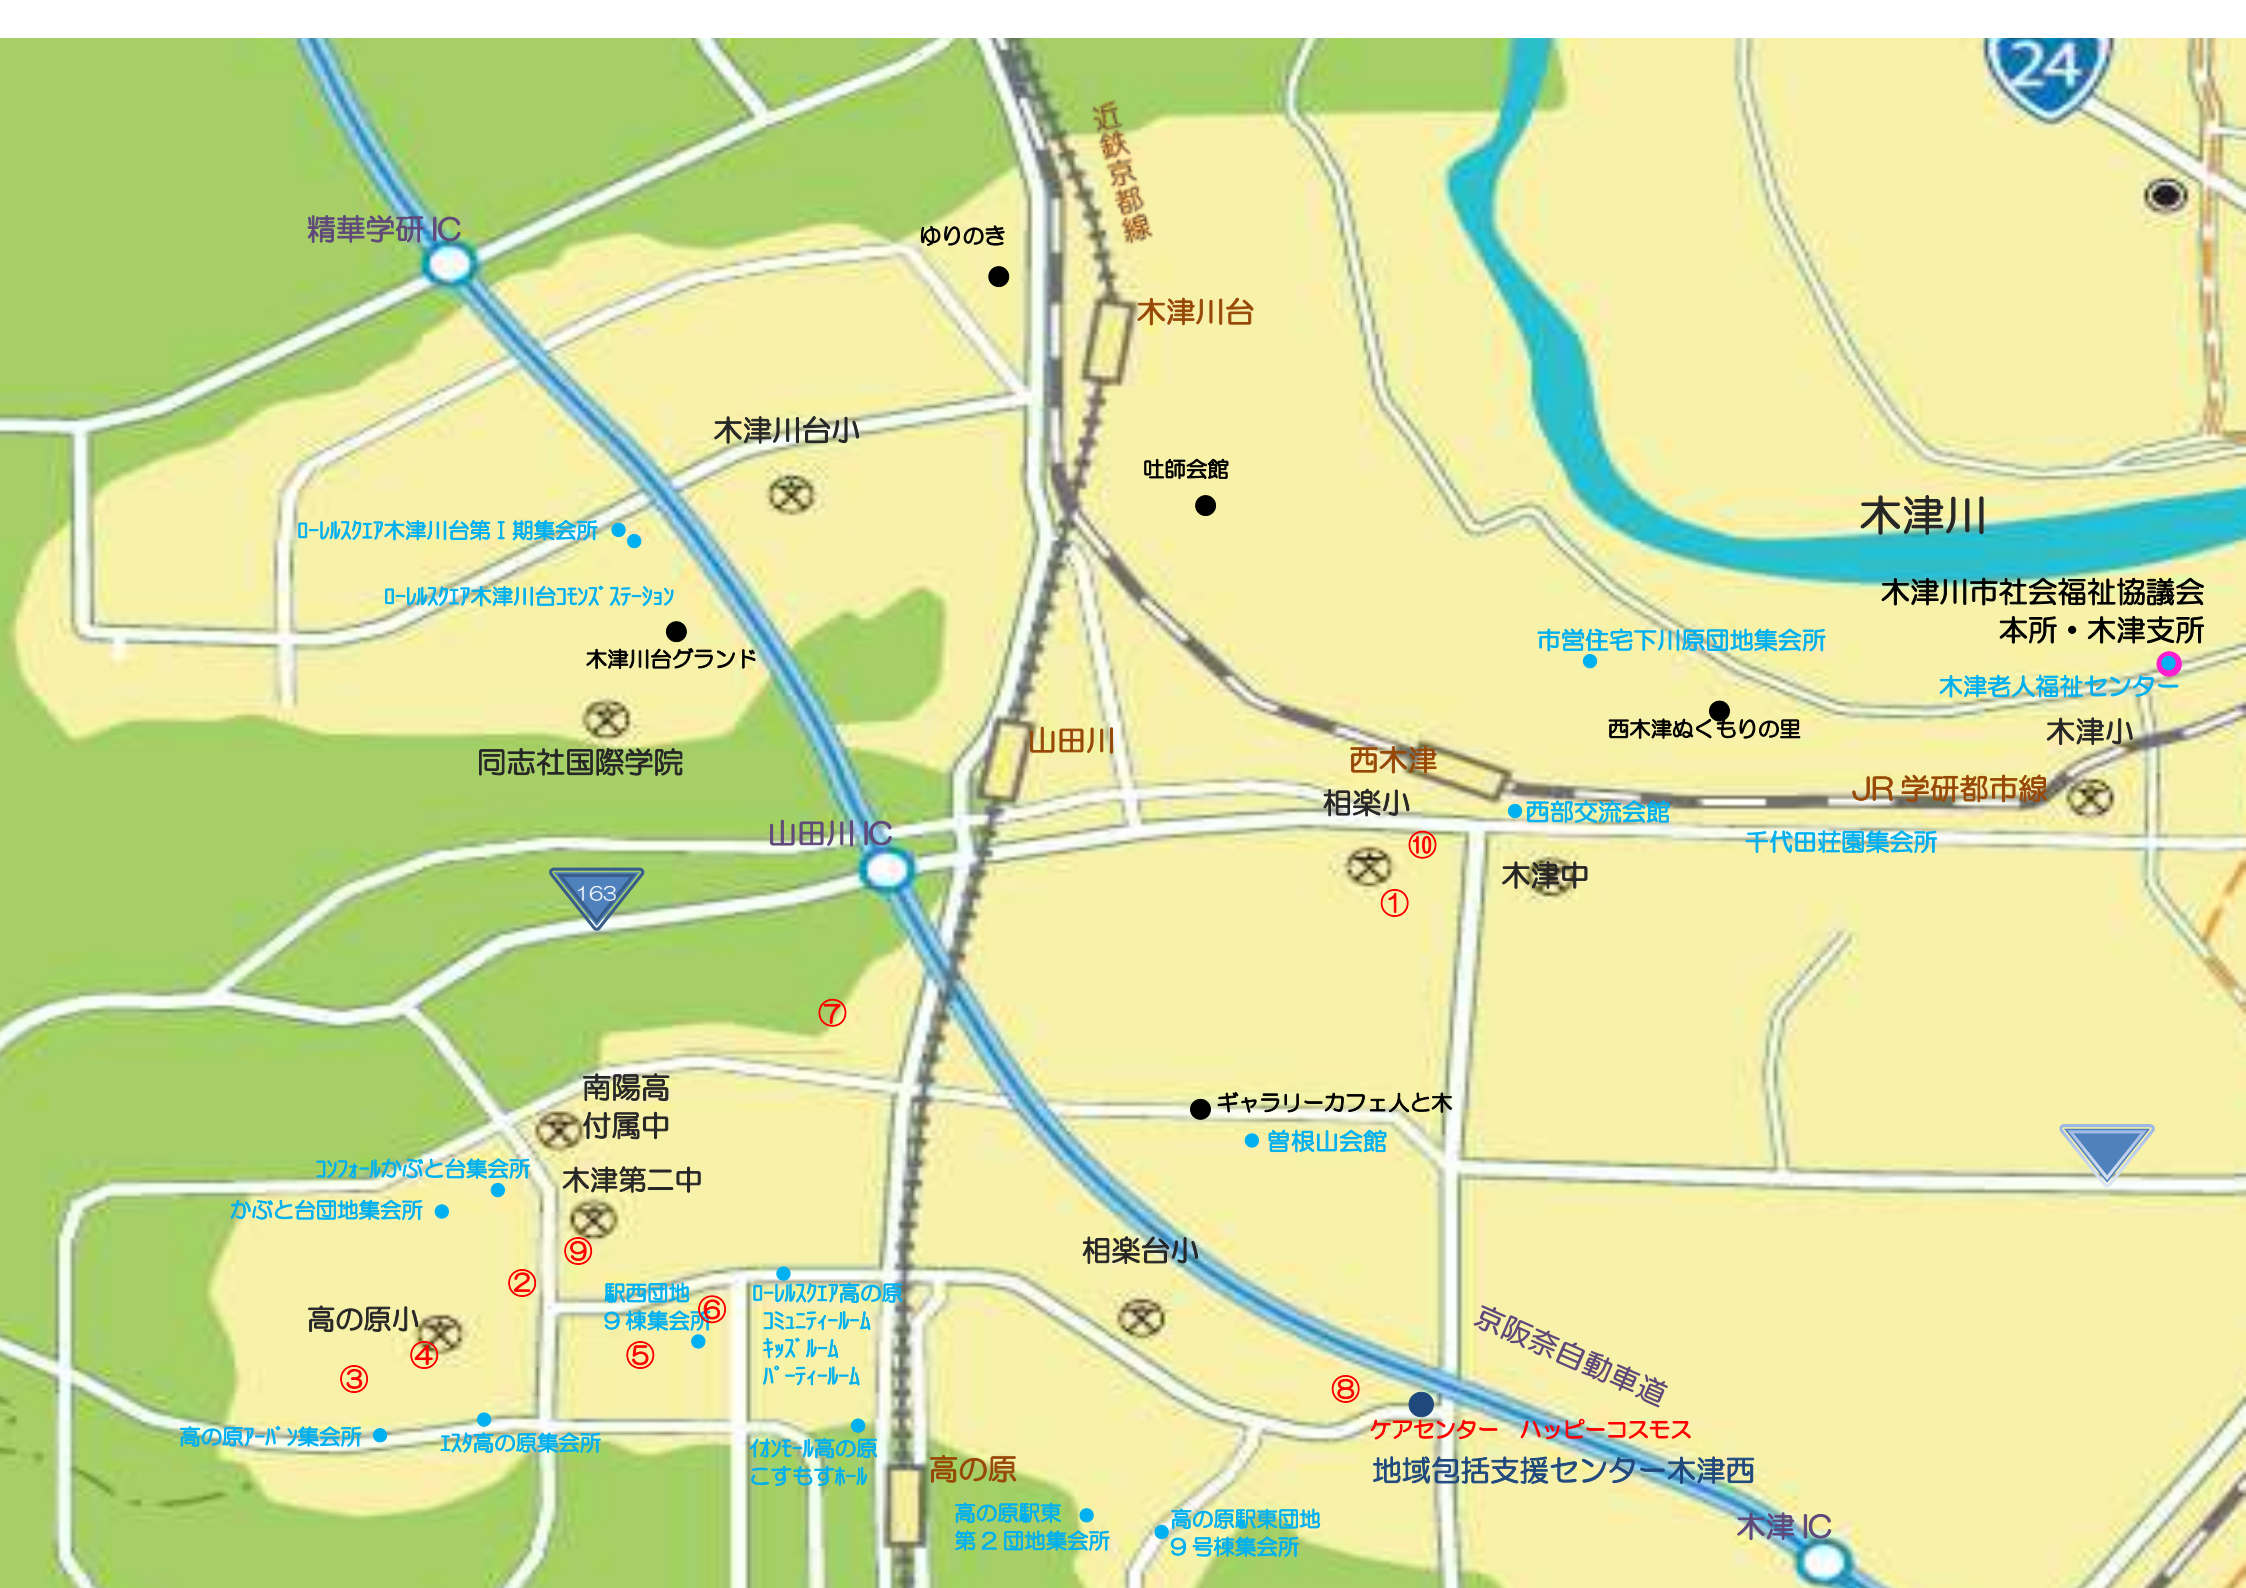 24
近鉄京都線
精華学研IC
ゆりのき
木津川台
木津川台小
吐師会館
木津川
ﾛｰﾚﾙｽｸｴｱ木津川台第Ⅰ期集会所
ﾛｰﾚﾙｽｸｴｱ木津川台ｺﾓﾝｽﾞｽﾃｰｼｮﾝ
木津川台グランド
木津川市社会福祉協議会
本所・木津支所
市営住宅下川原団地集会所
木津老人福祉センター
西木津ぬくもりの里
木津小
同志社国際学院
山田川
西木津
JR学研都市線
相楽小
西部交流会館
山田川IC
千代田荘園集会所
⑩
木津中
163
①
⑦
南陽高
付属中
ギャラリーカフェ人と木
曽根山会館
ｺﾝﾌｫｰﾙかぶと台集会所
木津第二中
かぶと台団地集会所
⑨
相楽台小
②
駅西団地
９棟集会所
⑥
ﾛｰﾚﾙｽｸｴｱ高の原
ｺﾐｭﾆﾃｨｰﾙｰﾑ
ｷｯｽﾞﾙｰﾑ
ﾊﾟｰﾃｨｰﾙｰﾑ
高の原小
④
⑤
③
京阪奈自動車道
⑧
ケアセンター　ハッピーコスモス
高の原ｱｰﾊﾞﾝ集会所
ｴｽﾀ高の原集会所
ｲｵﾝﾓｰﾙ高の原
こすもすﾎｰﾙ
高の原
地域包括支援センター木津西
高の原駅東
第２団地集会所
高の原駅東団地
９号棟集会所
木津IC